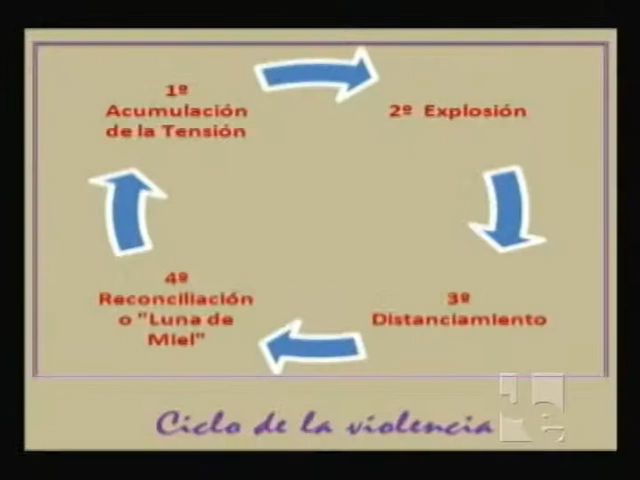 1º
Acumulación
de la Tensión
2º Explosión
3º
Distanciamiento
4º
Reconciliación
o "Luna de
Miel"
Ciclo de la violencia